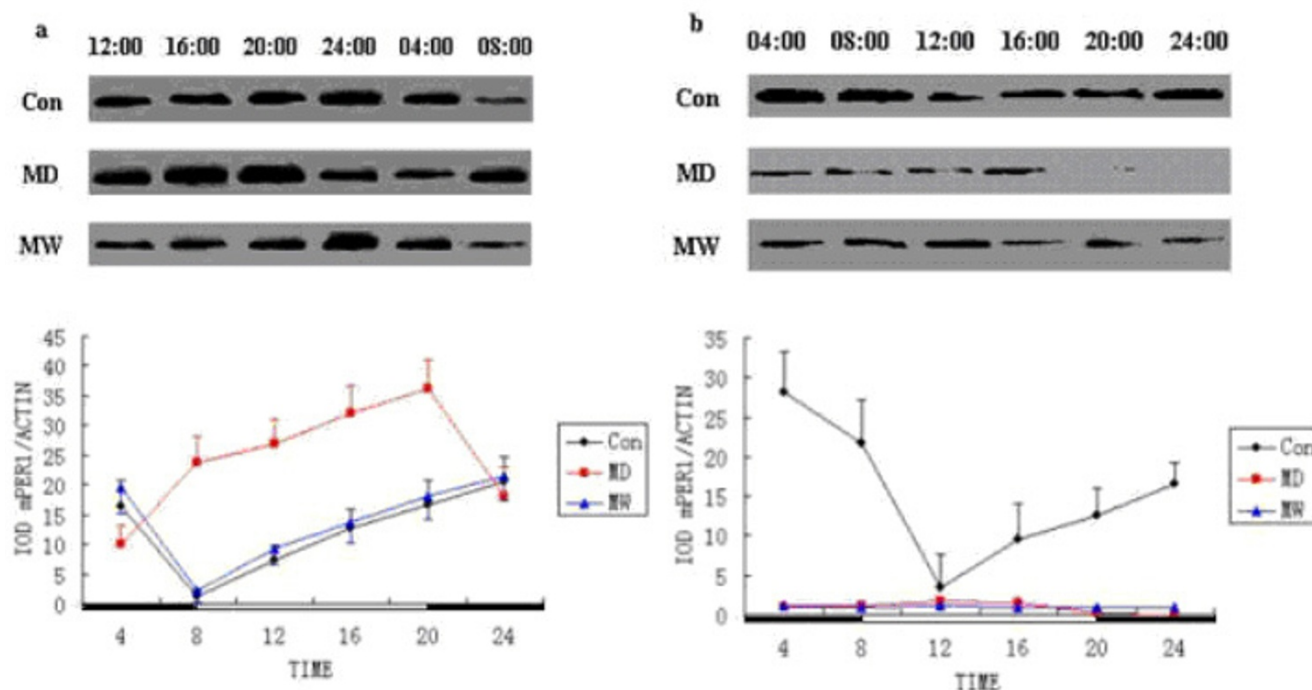 a
12:00 16:00 20:00 24:00 04:00 08:00
Con
MD
MW
b
04:00 08:00 12:00 16:00 20:00 24:00
Con
MD
MW
IOD mPER1/ACTIN
45
40
35
30
25
20
15
10
5
0
4 8 12 16 20 24
TIME
Con
MD
MW
IOD mPER1/ACTIN
35
30
25
20
15
10
5
0
4 8 12 16 20 24
TIME
Con
MD
MW